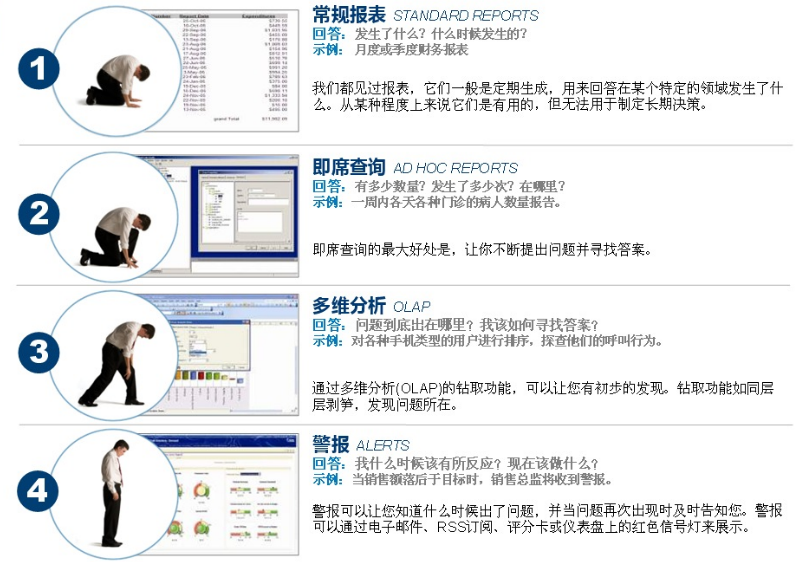 1
常规报表 STANDARD REPORTS
回答：发生了什么？什么时候发生的？
示例：月度或季度财务报表
我们都见过报表，它们一般是定期生成，用来回答在某个特定的领域发生了什
么。从某种程度上来说它们是有用的，但无法用于制定长期决策。
2
即席查询 AD HOC REPORTS
回答：有多少数量？发生了多少次？在哪里？
示例：一周内各天各种门诊的病人数量报告。
即席查询的最大好处是，让你不断提出问题并寻找答案。
3
多维分析 OLAP
回答：问题到底出在哪里？我该如何寻找答案？
示例：对各种手机类型的用户进行排序，探查他们的呼叫行为。
通过多维分析(OLAP)的钻取功能，可以让您有初步的发现。钻取功能如同层
层剥笋，发现问题所在。
4
警报 ALERTS
回答：我什么时候该有所反应？现在该做什么？
示例：当销售额落后于目标时，销售总监将收到警报。
警报可以让您知道什么时候出了问题，并当问题再次出现时及时告知您。警报
可以通过电子邮件、RSS订阅、评分卡或仪表盘上的红色信号灯来展示。